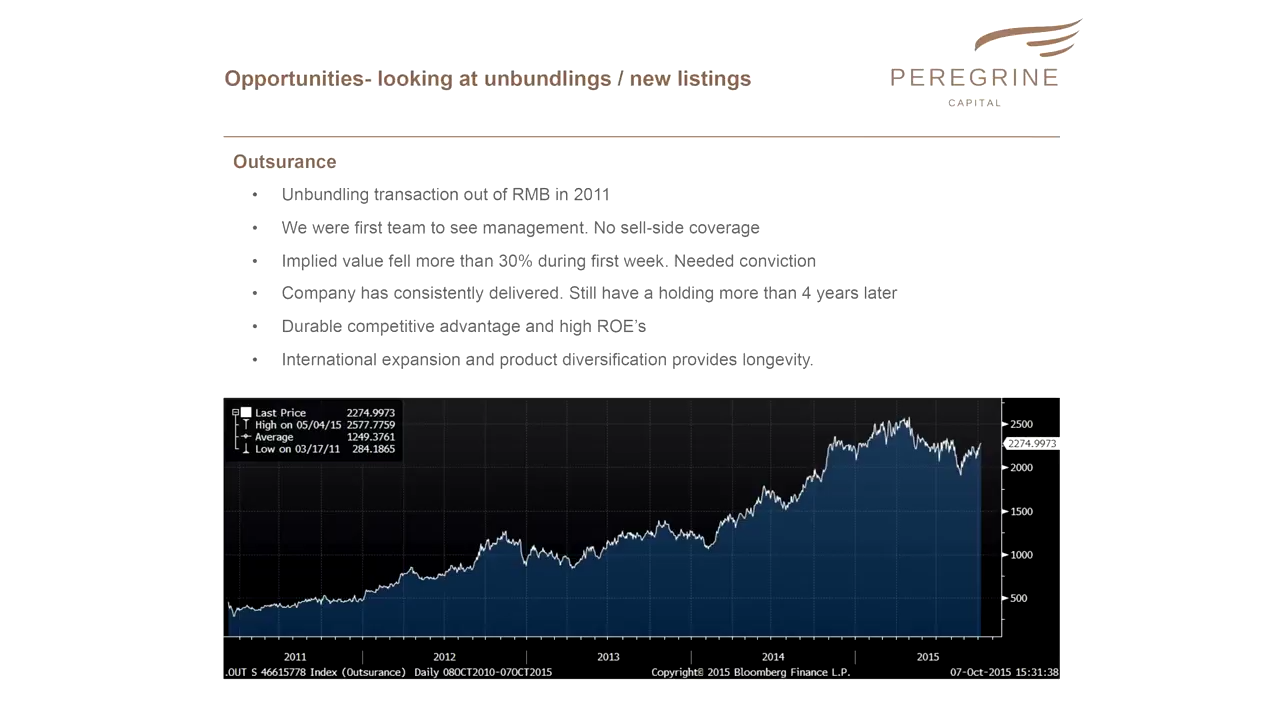 PEREGRINE
CAPITAL
Opportunities- looking at unbundlings / new listings
Outsurance
• Unbundling transaction out of RMB in 2011
• We were first team to see management. No sell-side coverage
• Implied value fell more than 30% during first week. Needed conviction
• Company has consistently delivered. Still have a holding more than 4 years later
• Durable competitive advantage and high ROE’s
• International expansion and product diversification provides longevity.
Last Price 2274.9973
High on 05/04/15 2577.7759
Average 1249.3761
Low on 03/17/11 284.1865
2500
2274.9973
2000
1500
1000
500
2011 2012 2013 2014 2015
.OUT S 46615778 Index (Outsurance) Daily 08OCT2010-07OCT2015 Copyright© 2015 Bloomberg Finance L.P. 07-Oct-2015 15:31:38